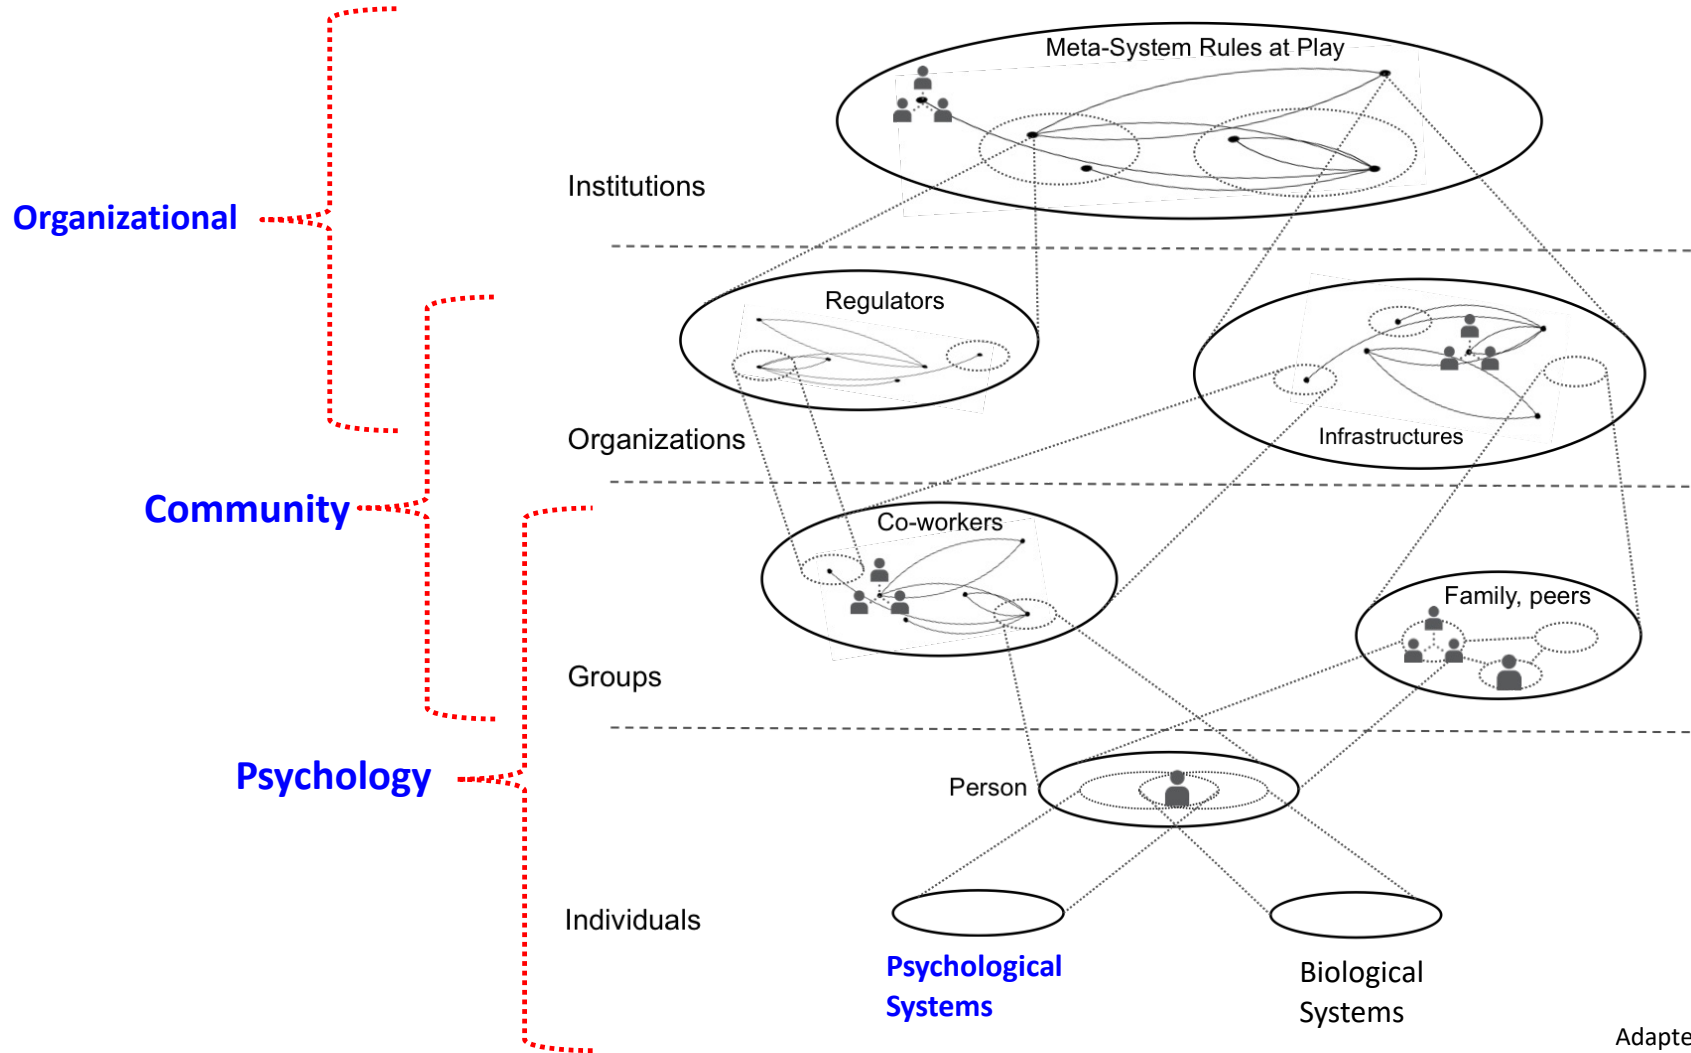 Meta-System Rules at Play
Institutions
Organizational
Regulators
Organizations
Infrastructures
Community
Co-workers
Family, peers
Groups
Psychology
Person
Individuals
Psychological
Systems
Biological
Systems
Adapte